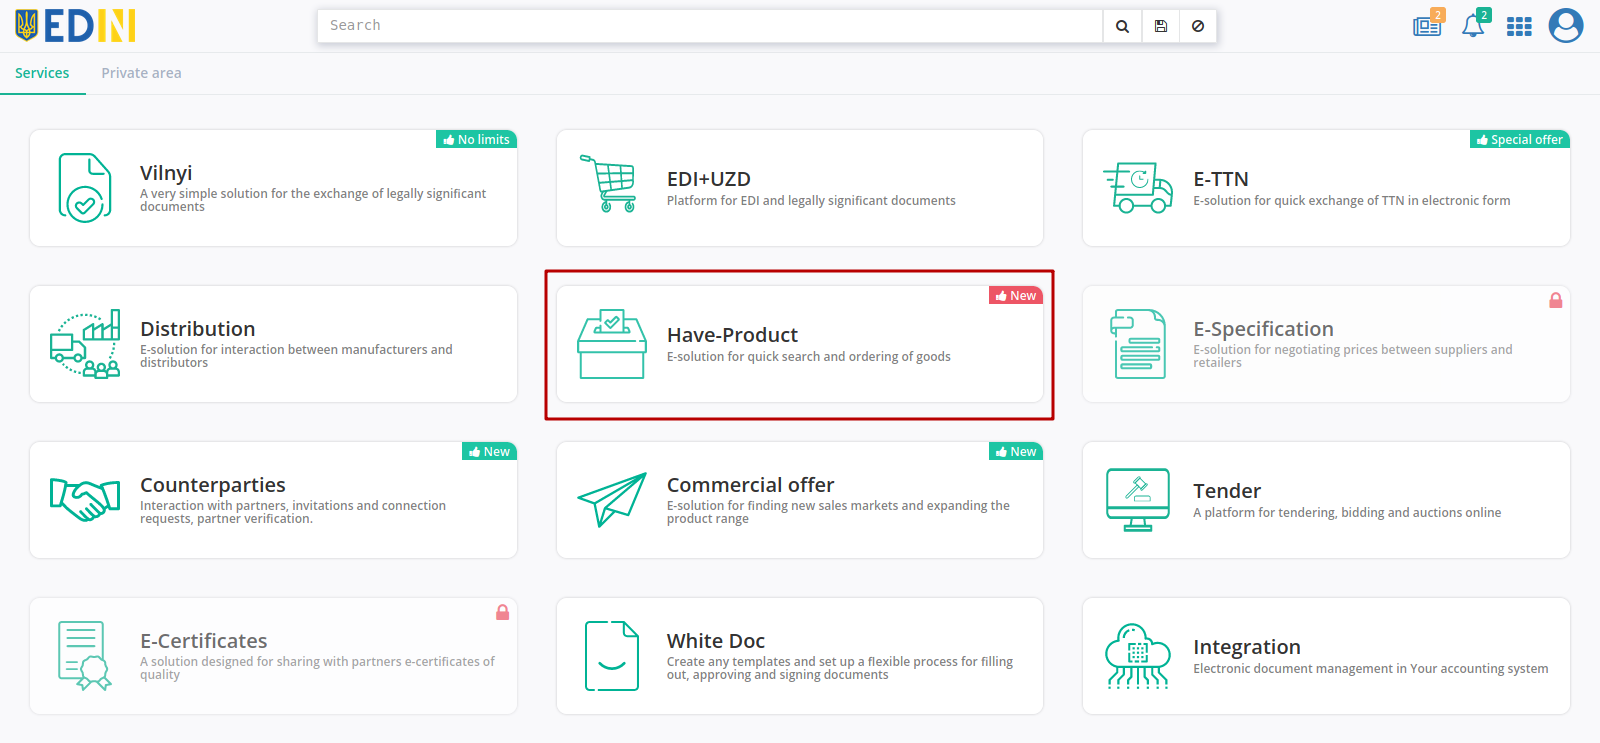 EDIN
Search
2
2
Services
Private area
No limits
Vilnyi
A very simple solution for the exchange of legally significant
documents
EDI+UZD
Platform for EDI and legally significant documents
Special offer
E-TTN
E-solution for quick exchange of TTN in electronic form
Distribution
E-solution for interaction between manufacturers and
distributors
New
Have-Product
E-solution for quick search and ordering of goods
E-Specification
E-solution for negotiating prices between suppliers and
retailers
New
Counterparties
Interaction with partners, invitations and connection
requests, partner verification.
New
Commercial offer
E-solution for finding new sales markets and expanding the
product range
Tender
A platform for tendering, bidding and auctions online
E-Certificates
A solution designed for sharing with partners e-certificates of
quality
White Doc
Create any templates and set up a flexible process for filling
out, approving and signing documents
Integration
Electronic document management in Your accounting system